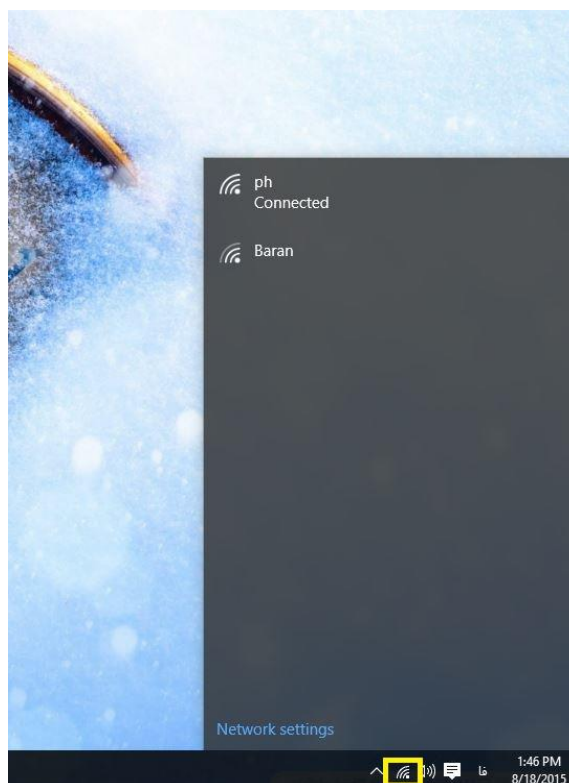 ph
Connected
Baran
Network settings
فا
1:46 PM
8/18/2015